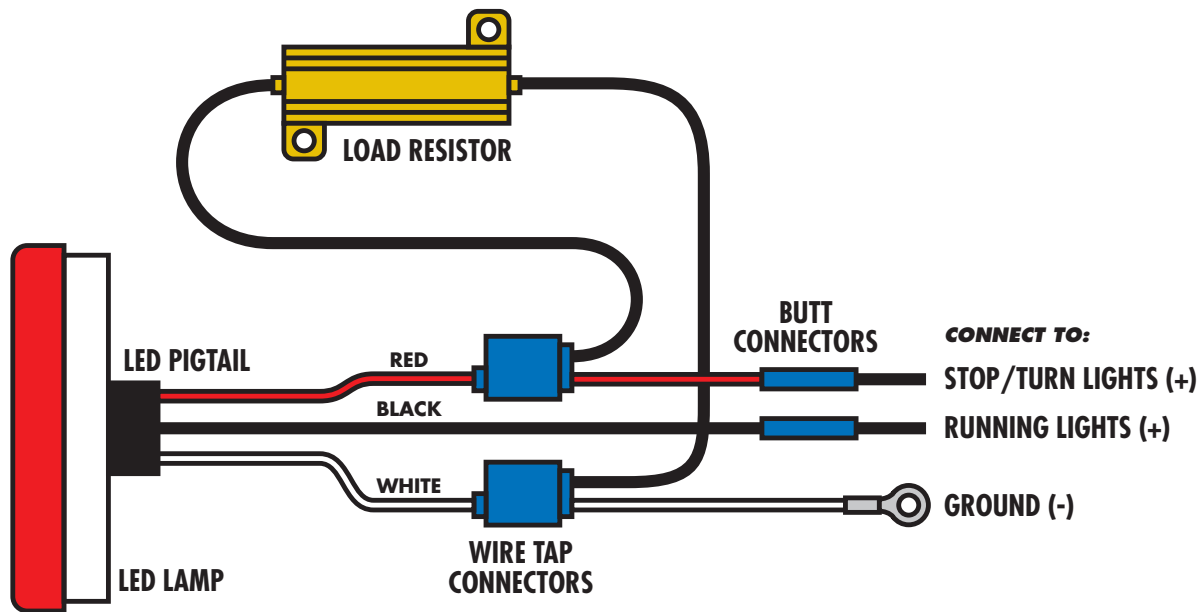 LOAD RESISTOR
BUTT
CONNECTORS
CONNECT TO:
LED PIGTAIL
RED
STOP/TURN LIGHTS (+)
BLACK
RUNNING LIGHTS (+)
WHITE
GROUND (-)
WIRE TAP
CONNECTORS
LED LAMP